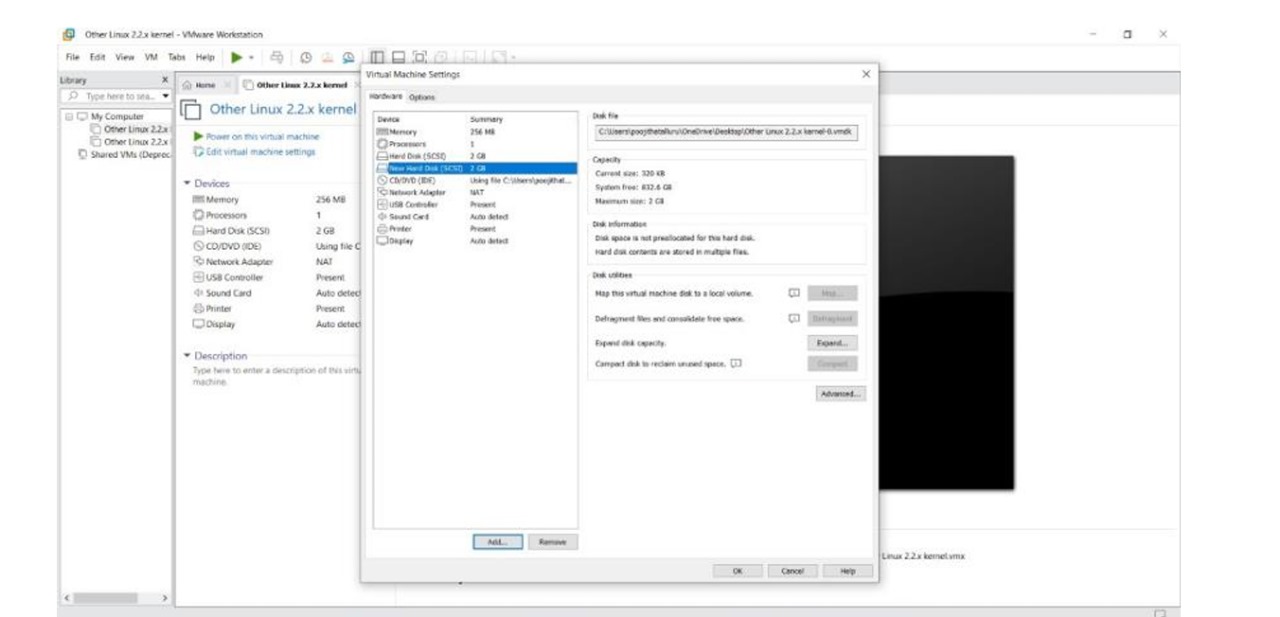 Other Linux 2.2.x kernel - VMware Workstation
File Edit View VM Tabs Help
Library X
Type here to sea...
My Computer
Other Linux 2.2.x
Other Linux 2.2.x
Shared VMs (Deprec
Home
Other Linux 2.2.x kernel
Other Linux 2.2.x kernel
Power on this virtual machine
Edit virtual machine settings
Devices
Memory 256 MB
Processors 1
Hard Disk (SCSI) 2 GB
CD/DVD (IDE) Using file C
Network Adapter NAT
USB Controller Present
Sound Card Auto detect
Printer Present
Display Auto detect
Description
Type here to enter a description of this virtu
machine.
Virtual Machine Settings
Hardware Options
Device Summary
Memory 256 MB
Processors 1
Hard Disk (SCSI) 2 GB
New Hard Disk (SCSI) 2 GB
CD/DVD (IDE) Using file C:\Users\poojithat...
Network Adapter NAT
USB Controller Present
Sound Card Auto detect
Printer Present
Display Auto detect
Add... Remove
Disk file
C:\Users\poojithatalluru\OneDrive\Desktop\Other Linux 2.2.x kernel-0.vmdk
Capacity
Current size: 320 KB
System free: 832.6 GB
Maximum size: 2 GB
Disk information
Disk space is not preallocated for this hard disk.
Hard disk contents are stored in multiple files.
Disk utilities
Map this virtual machine disk to a local volume. Map...
Defragment files and consolidate free space. Defragment
Expand disk capacity. Expand...
Compact disk to reclaim unused space. Compact
Advanced...
OK Cancel Help
Linux 2.2.x kernel.vmx